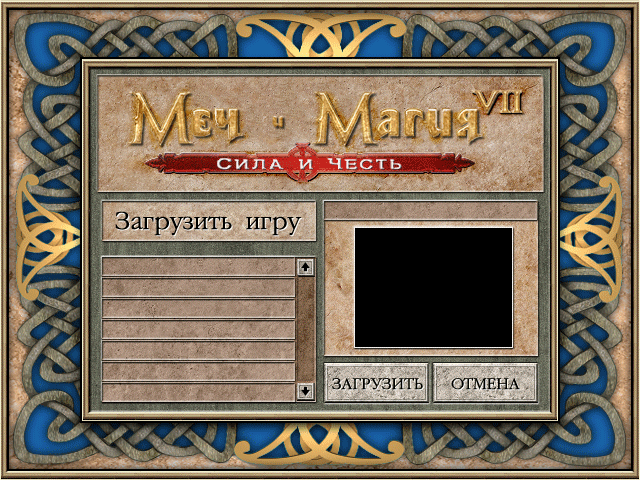 Меч и Магия VII
Сила и Честь
Загрузить игру
ЗАГРУЗИТЬ
ОТМЕНА